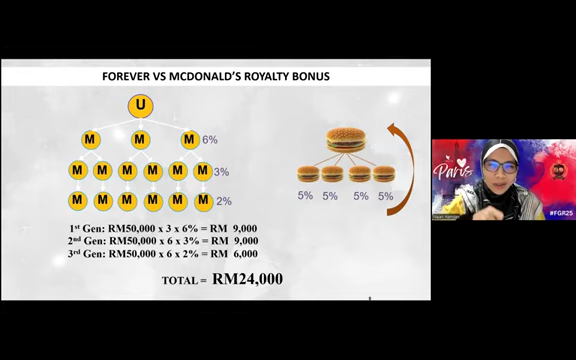 FOREVER VS MCDONALD'S ROYALTY BONUS
U
M M M 6%
M M M M M M 3%
M M M M M M 2%
5% 5% 5% 5%
1st Gen: RM50,000 x 3 x 6% = RM 9,000
2nd Gen: RM50,000 x 6 x 3% = RM 9,000
3rd Gen: RM50,000 x 6 x 2% = RM 6,000
TOTAL = RM24,000
Paris
#FGR25